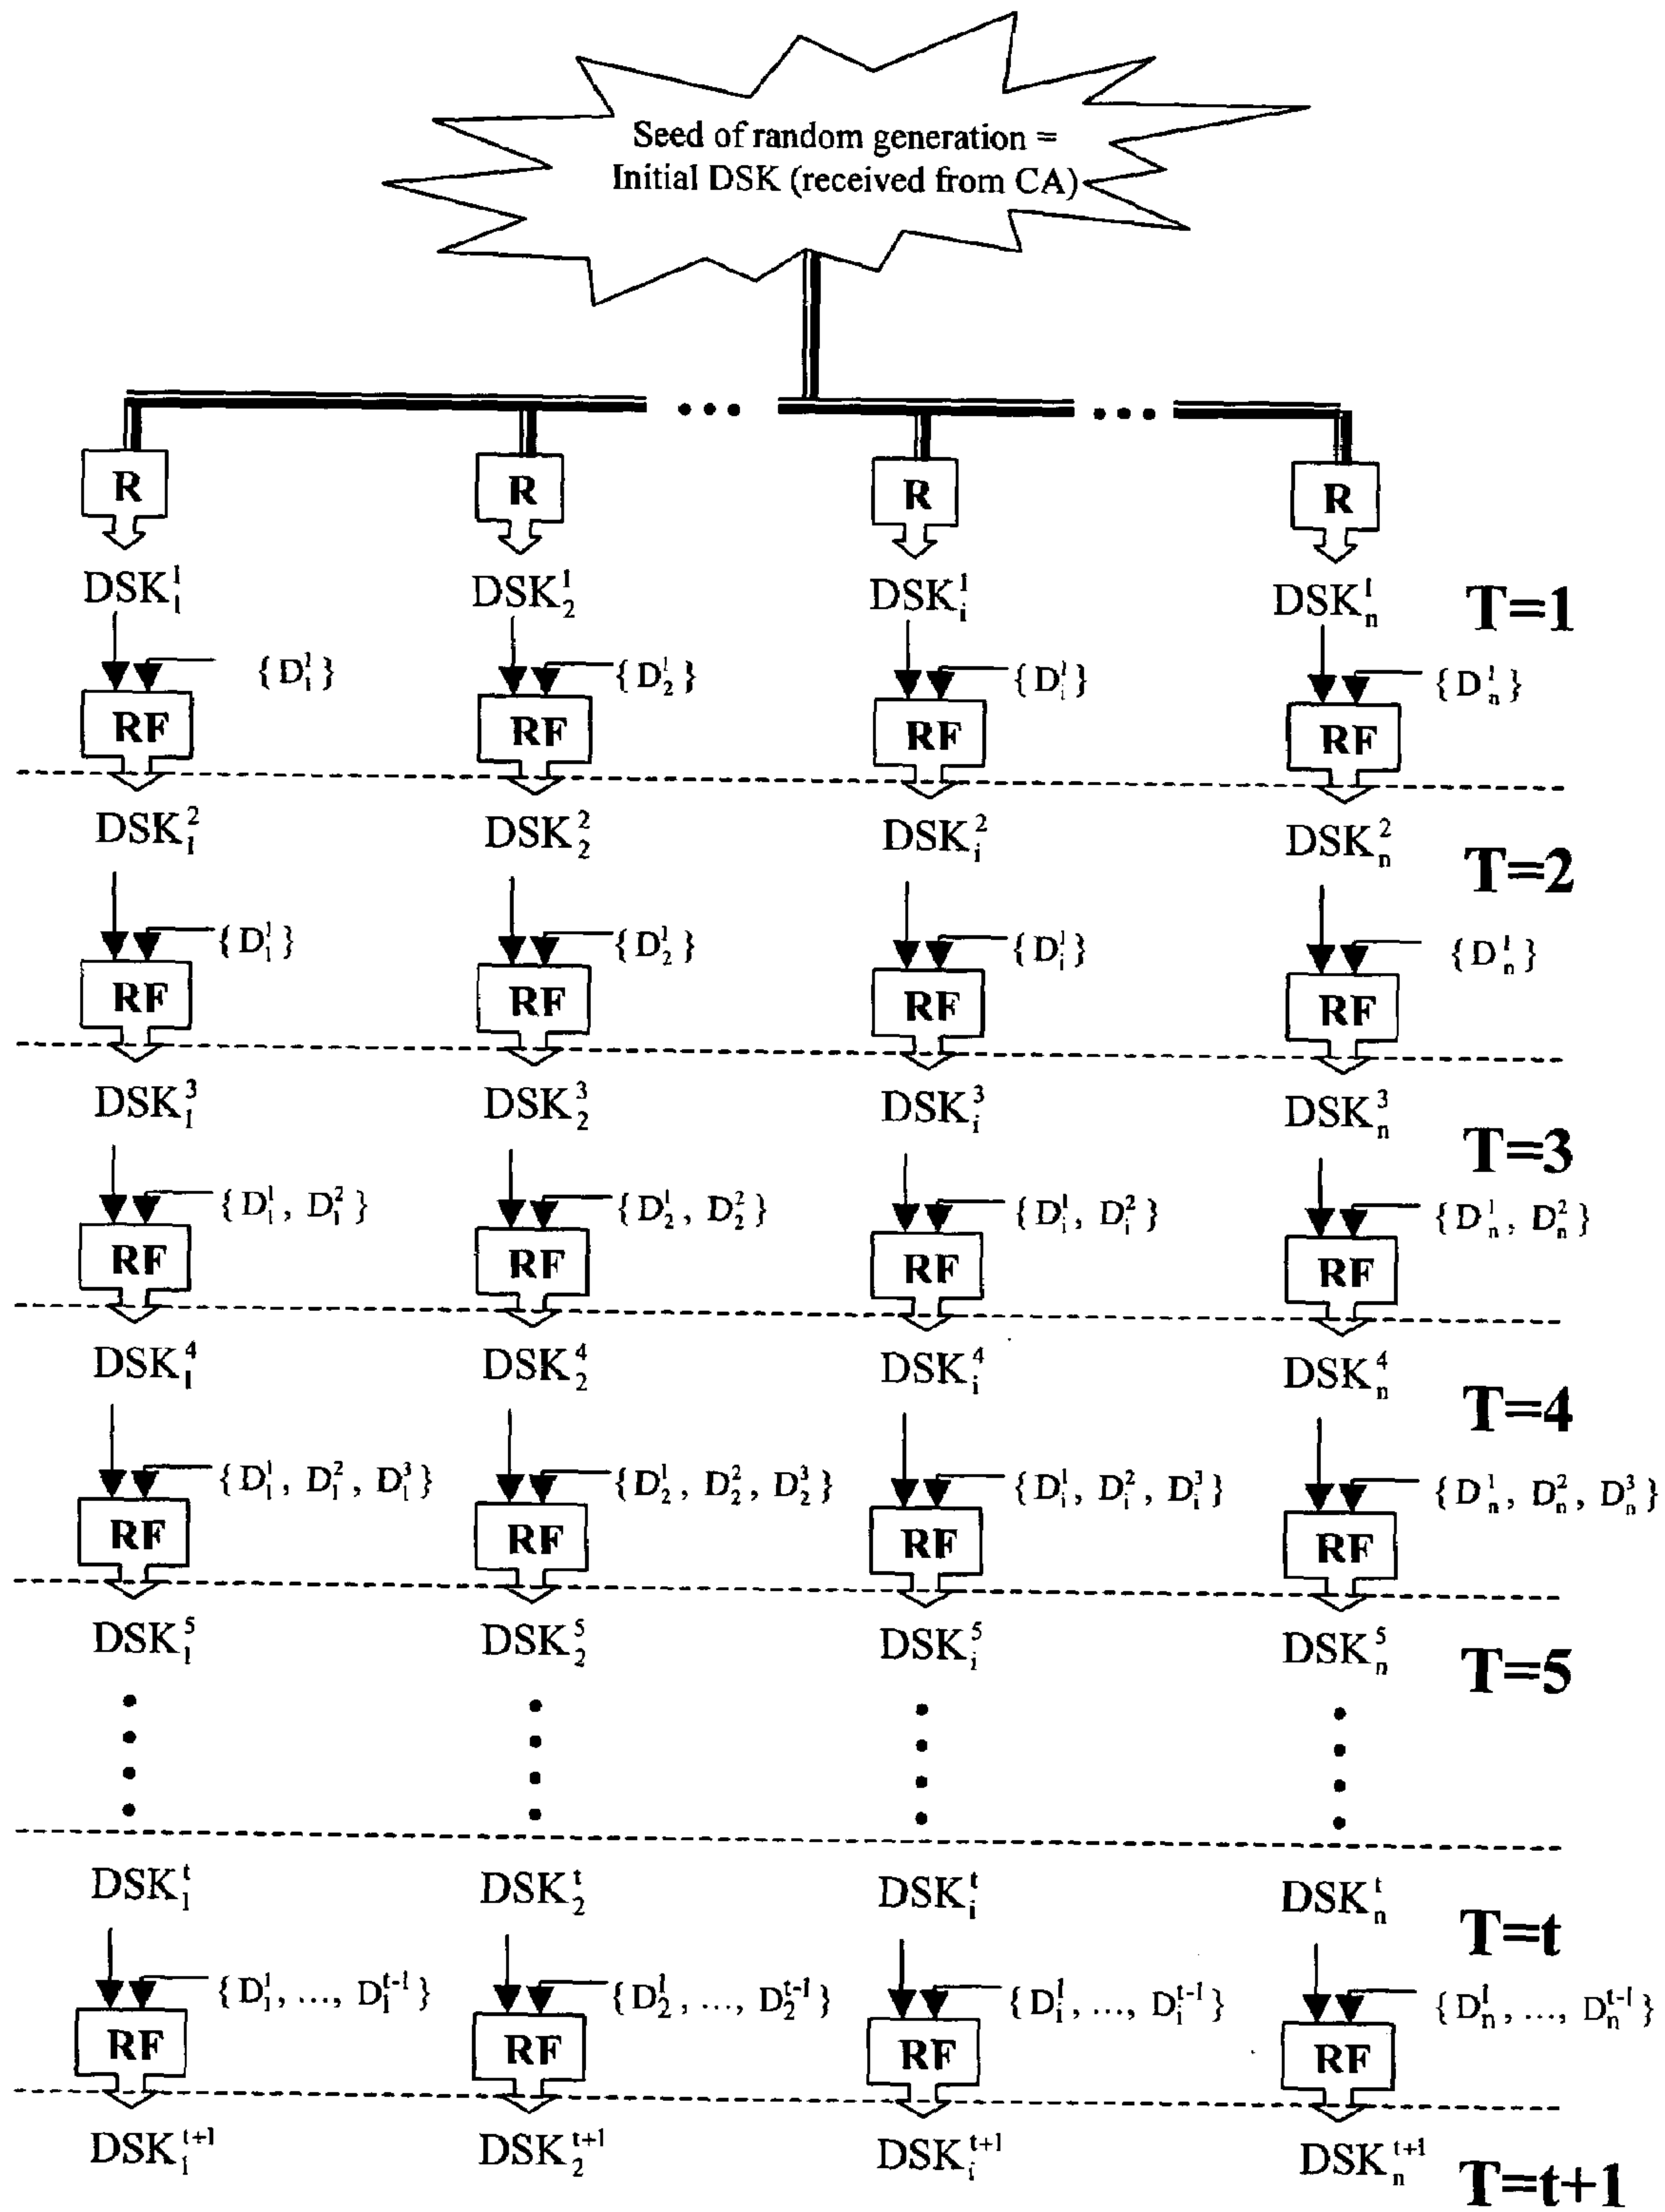 Seed of random generation =
Initial DSK (received from CA)
... ...
R R R R
DSK₁¹ DSK₂¹ DSKᵢ¹ DSKₙ¹ T=1
{D₁¹} {D₂¹} {Dᵢ¹} {Dₙ¹}
RF RF RF RF
DSK₁² DSK₂² DSKᵢ² DSKₙ² T=2
{D₁¹} {D₂¹} {Dᵢ¹} {Dₙ¹}
RF RF RF RF
DSK₁³ DSK₂³ DSKᵢ³ DSKₙ³ T=3
{D₁¹, D₁²} {D₂¹, D₂²} {Dᵢ¹, Dᵢ²} {Dₙ¹, Dₙ²}
RF RF RF RF
DSK₁⁴ DSK₂⁴ DSKᵢ⁴ DSKₙ⁴ T=4
{D₁¹, D₁², D₁³} {D₂¹, D₂², D₂³} {Dᵢ¹, Dᵢ², Dᵢ³} {Dₙ¹, Dₙ², Dₙ³}
RF RF RF RF
DSK₁⁵ DSK₂⁵ DSKᵢ⁵ DSKₙ⁵ T=5
DSK₁ᵗ DSK₂ᵗ DSKᵢᵗ DSKₙᵗ T=t
{D₁¹, ..., D₁ᵗ⁻¹} {D₂¹, ..., D₂ᵗ⁻¹} {Dᵢ¹, ..., Dᵢᵗ⁻¹} {Dₙ¹, ..., Dₙᵗ⁻¹}
RF RF RF RF
DSK₁ᵗ⁺¹ DSK₂ᵗ⁺¹ DSKᵢᵗ⁺¹ DSKₙᵗ⁺¹ T=t+1